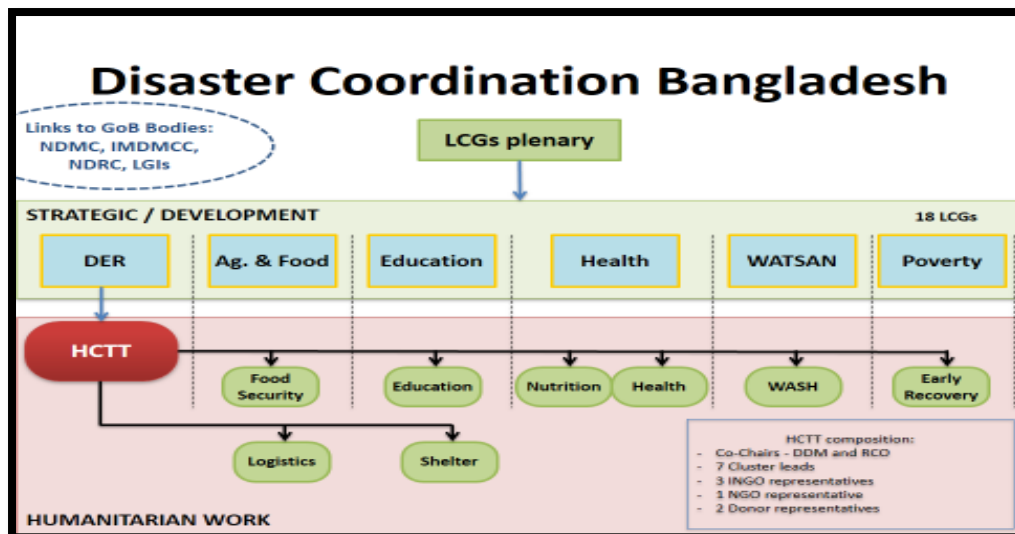 Disaster Coordination Bangladesh
Links to GoB Bodies:
NDMC, IMDMCC,
NDRC, LGIs
LCGs plenary
STRATEGIC / DEVELOPMENT
18 LCGs
DER
Ag. & Food
Education
Health
WATSAN
Poverty
HCTT
Food
Security
Education
Nutrition
Health
WASH
Early
Recovery
Logistics
Shelter
HCTT composition:
- Co-Chairs - DDM and RCO
- 7 Cluster leads
- 3 INGO representatives
- 1 NGO representative
- 2 Donor representatives
HUMANITARIAN WORK